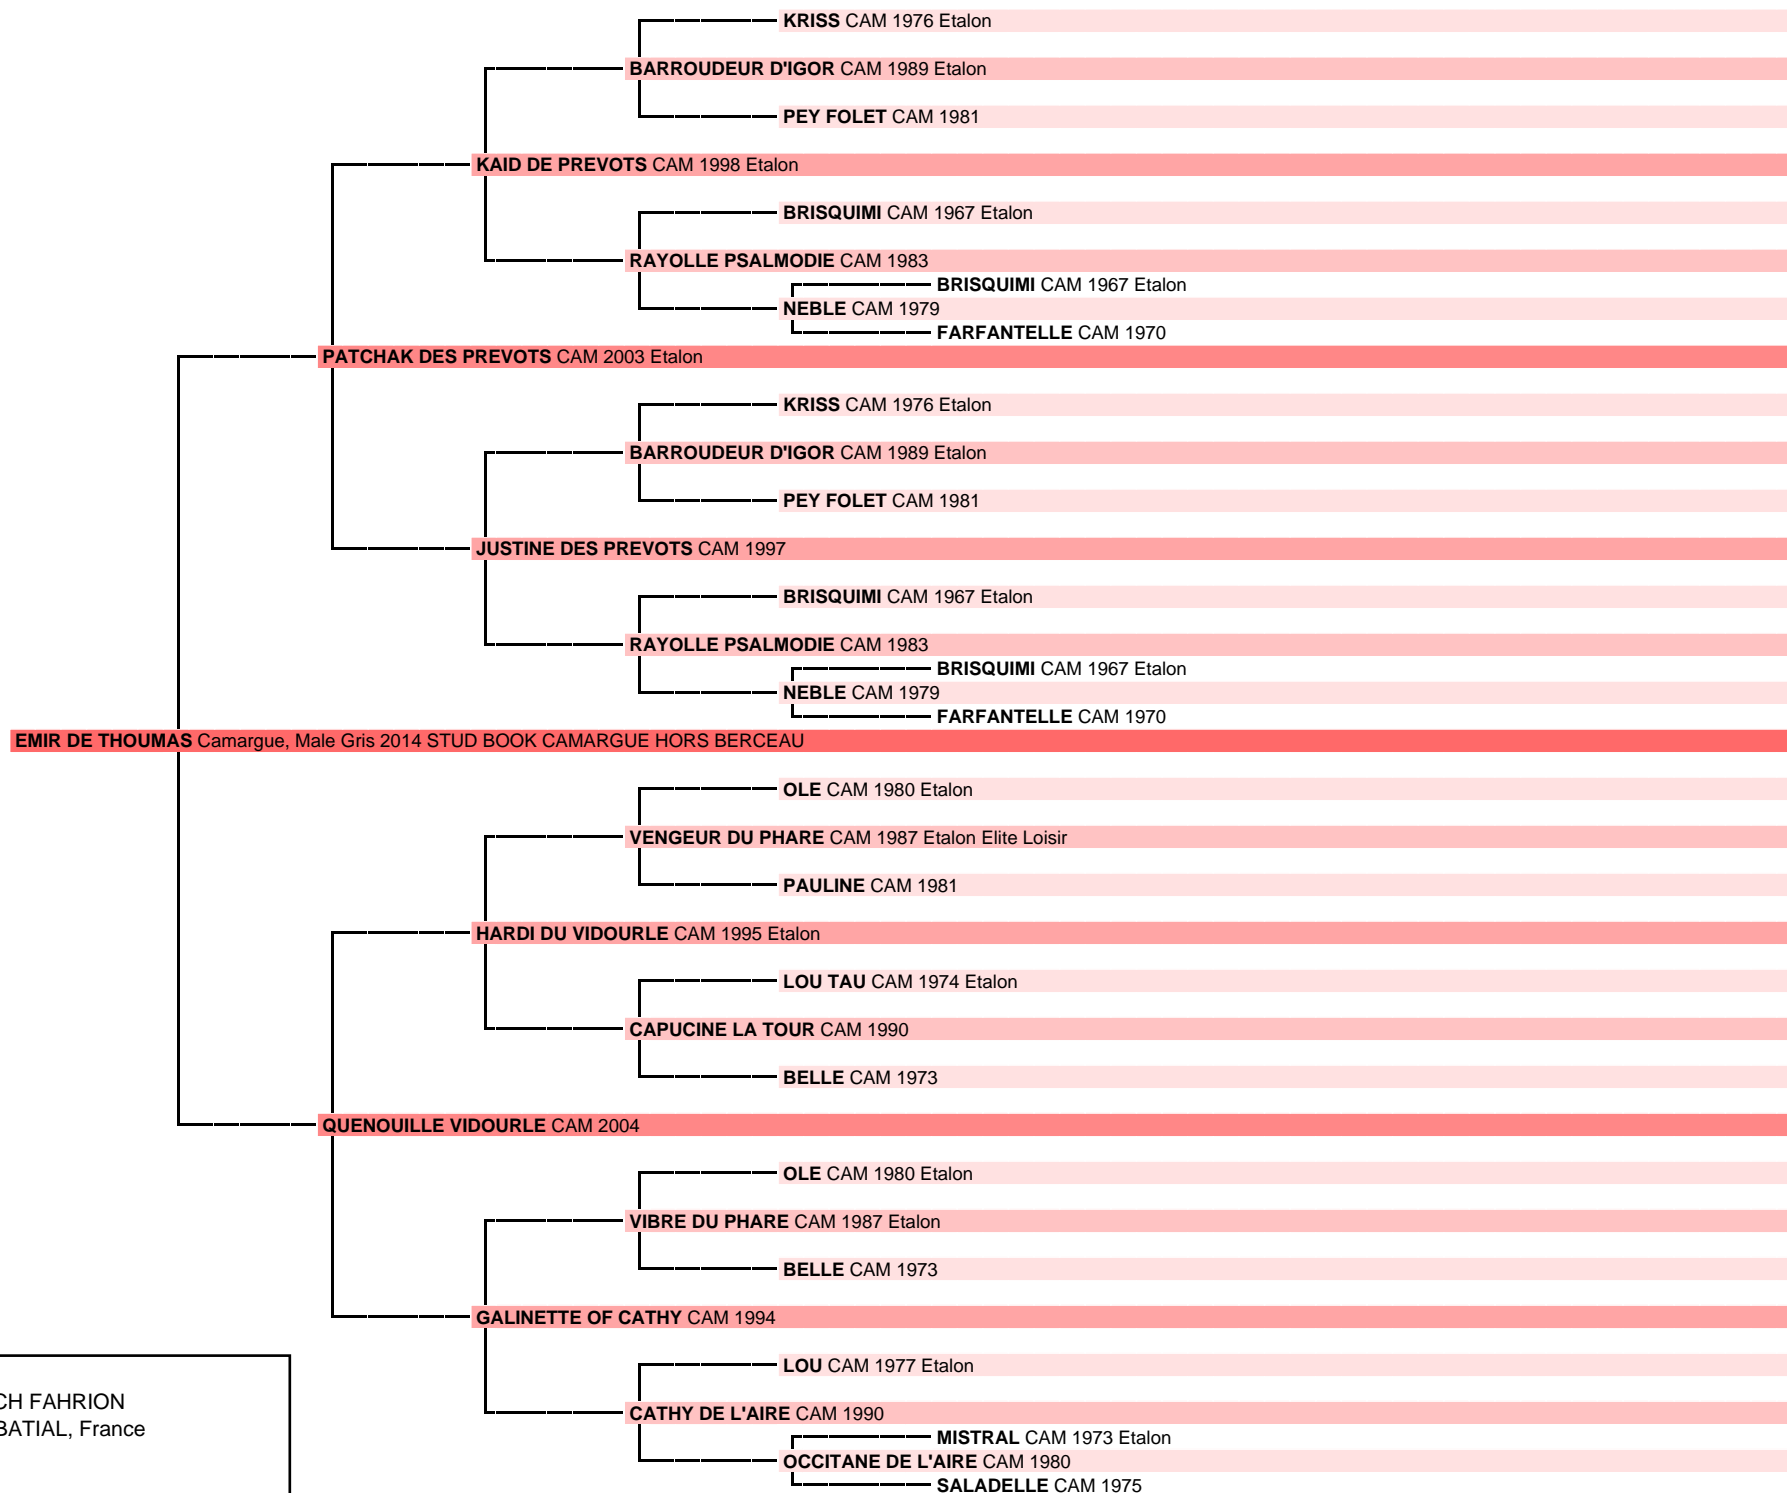 KRISS CAM 1976 Etalon
BARROUDEUR D'IGOR CAM 1989 Etalon
PEY FOLET CAM 1981
KAID DE PREVOTS CAM 1998 Etalon
BRISQUIMI CAM 1967 Etalon
RAYOLLE PSALMODIE CAM 1983
BRISQUIMI CAM 1967 Etalon
NEBLE CAM 1979
FARFANTELLE CAM 1970
PATCHAK DES PREVOTS CAM 2003 Etalon
KRISS CAM 1976 Etalon
BARROUDEUR D'IGOR CAM 1989 Etalon
PEY FOLET CAM 1981
JUSTINE DES PREVOTS CAM 1997
BRISQUIMI CAM 1967 Etalon
RAYOLLE PSALMODIE CAM 1983
BRISQUIMI CAM 1967 Etalon
NEBLE CAM 1979
FARFANTELLE CAM 1970
EMIR DE THOUMAS Camargue, Male Gris 2014 STUD BOOK CAMARGUE HORS BERCEAU
OLE CAM 1980 Etalon
VENGEUR DU PHARE CAM 1987 Etalon Elite Loisir
PAULINE CAM 1981
HARDI DU VIDOURLE CAM 1995 Etalon
LOU TAU CAM 1974 Etalon
CAPUCINE LA TOUR CAM 1990
BELLE CAM 1973
QUENOUILLE VIDOURLE CAM 2004
OLE CAM 1980 Etalon
VIBRE DU PHARE CAM 1987 Etalon
BELLE CAM 1973
GALINETTE OF CATHY CAM 1994
LOU CAM 1977 Etalon
CATHY DE L'AIRE CAM 1990
MISTRAL CAM 1973 Etalon
OCCITANE DE L'AIRE CAM 1980
SALADELLE CAM 1975
CH FAHRION
BATIAL, France